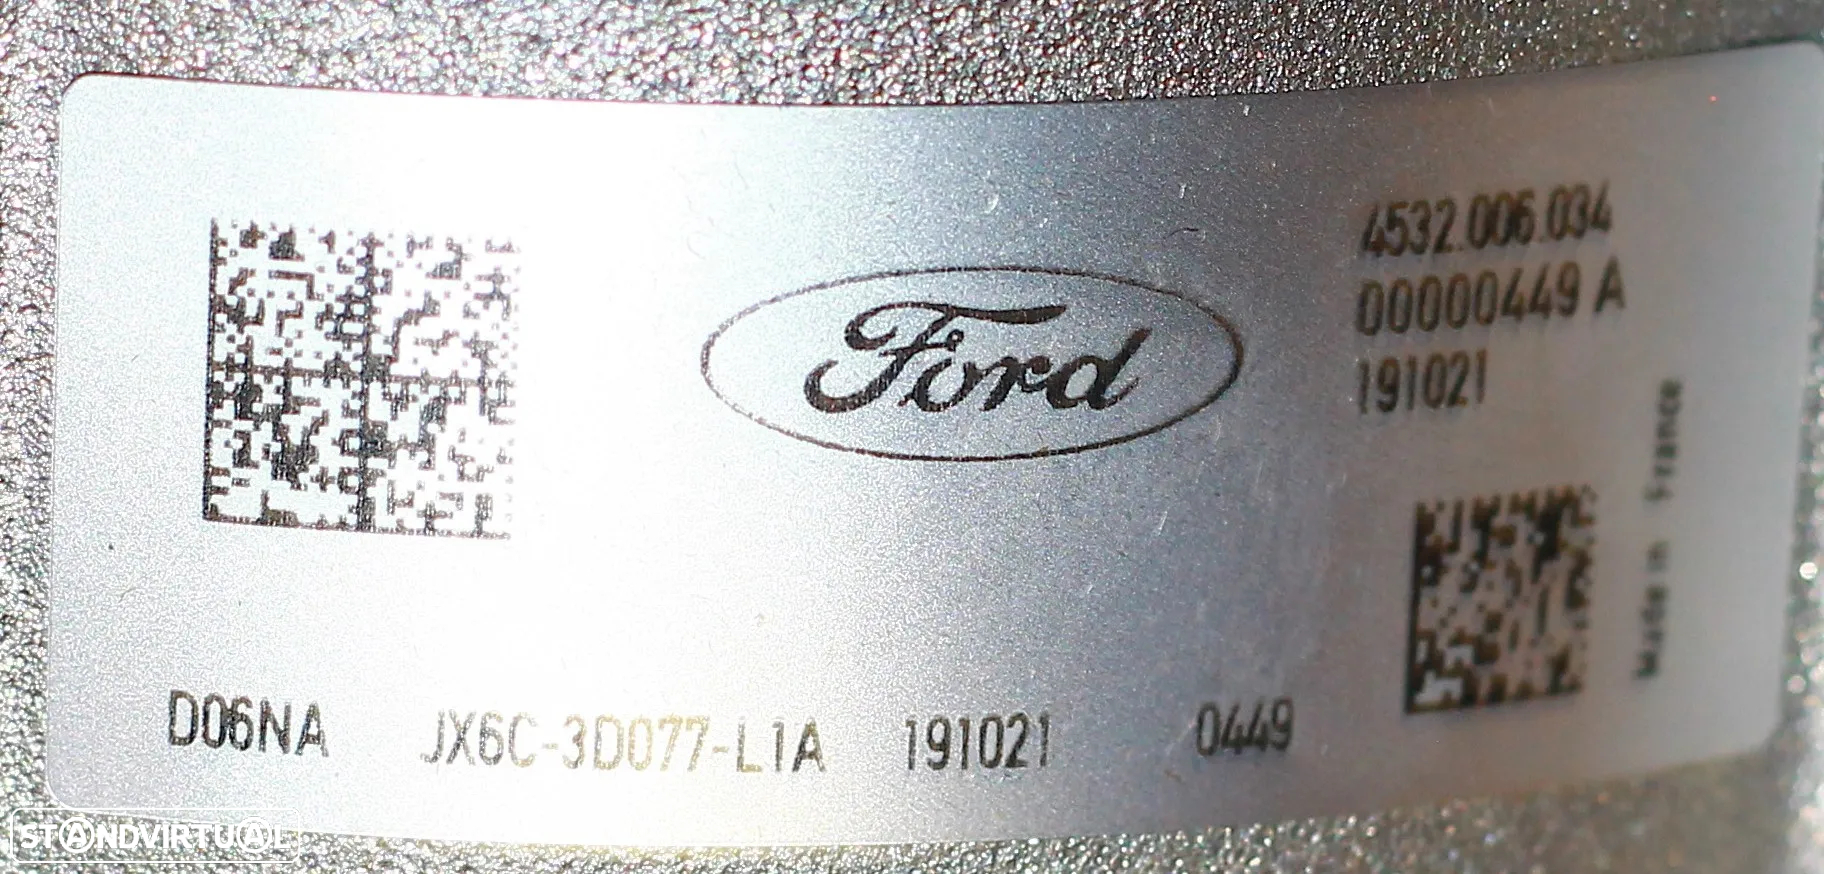 Ford
4532.006.034
00000449 A
191021
Made in France
D06NA JX6C-3D077-L1A 191021 0449
STANDVIRTUAL